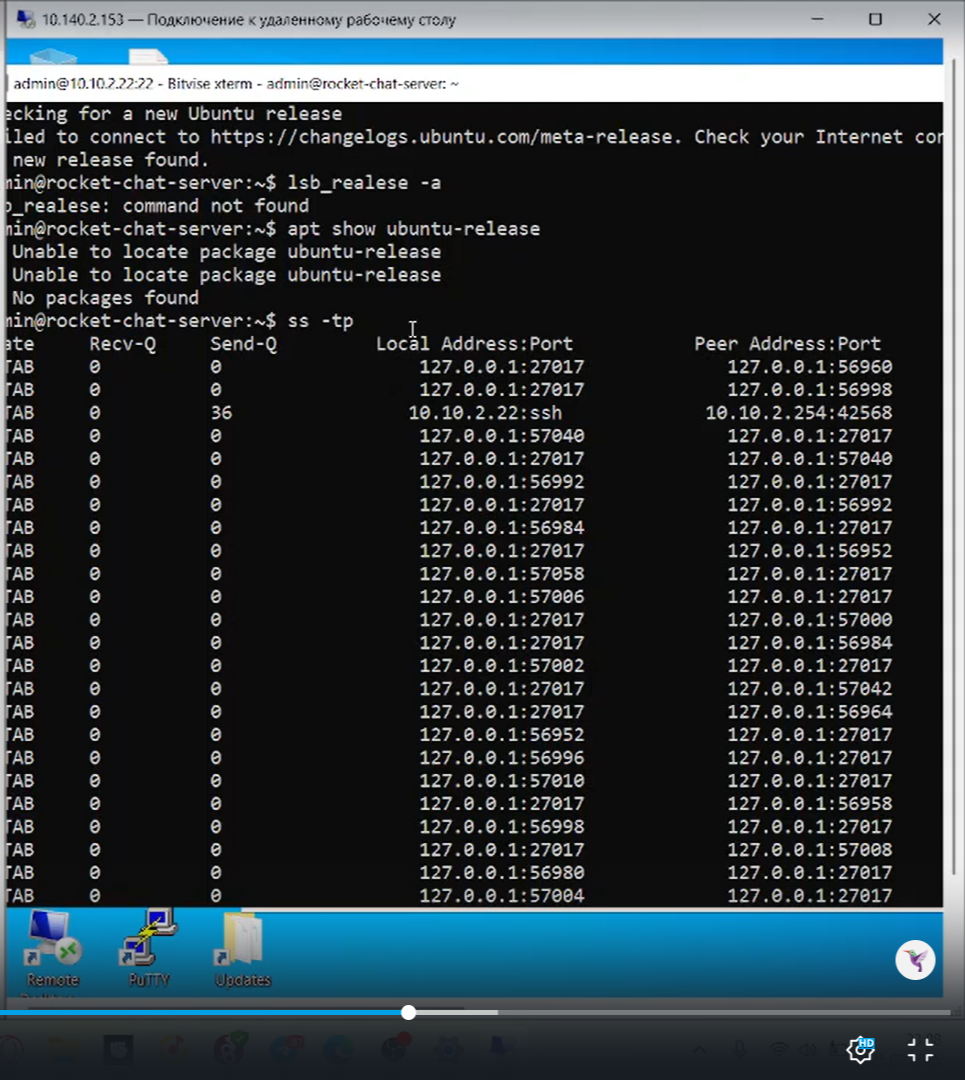 10.140.2.153 — Подключение к удаленному рабочему столу
admin@10.10.2.22:22 - Bitvise xterm - admin@rocket-chat-server: ~
ecking for a new Ubuntu release
iled to connect to https://changelogs.ubuntu.com/meta-release. Check your Internet con
new release found.
min@rocket-chat-server:~$ lsb_realese -a
b_realese: command not found
min@rocket-chat-server:~$ apt show ubuntu-release
Unable to locate package ubuntu-release
Unable to locate package ubuntu-release
No packages found
min@rocket-chat-server:~$ ss -tp
ate Recv-Q Send-Q Local Address:Port Peer Address:Port
TAB 0 0 127.0.0.1:27017 127.0.0.1:56960
TAB 0 0 127.0.0.1:27017 127.0.0.1:56998
TAB 0 36 10.10.2.22:ssh 10.10.2.254:42568
TAB 0 0 127.0.0.1:57040 127.0.0.1:27017
TAB 0 0 127.0.0.1:27017 127.0.0.1:57040
TAB 0 0 127.0.0.1:56992 127.0.0.1:27017
TAB 0 0 127.0.0.1:27017 127.0.0.1:56992
TAB 0 0 127.0.0.1:56984 127.0.0.1:27017
TAB 0 0 127.0.0.1:27017 127.0.0.1:56952
TAB 0 0 127.0.0.1:57058 127.0.0.1:27017
TAB 0 0 127.0.0.1:57006 127.0.0.1:27017
TAB 0 0 127.0.0.1:27017 127.0.0.1:57000
TAB 0 0 127.0.0.1:27017 127.0.0.1:56984
TAB 0 0 127.0.0.1:57002 127.0.0.1:27017
TAB 0 0 127.0.0.1:27017 127.0.0.1:57042
TAB 0 0 127.0.0.1:27017 127.0.0.1:56964
TAB 0 0 127.0.0.1:56952 127.0.0.1:27017
TAB 0 0 127.0.0.1:56996 127.0.0.1:27017
TAB 0 0 127.0.0.1:57010 127.0.0.1:27017
TAB 0 0 127.0.0.1:27017 127.0.0.1:56958
TAB 0 0 127.0.0.1:56998 127.0.0.1:27017
TAB 0 0 127.0.0.1:27017 127.0.0.1:57008
TAB 0 0 127.0.0.1:56980 127.0.0.1:27017
TAB 0 0 127.0.0.1:57004 127.0.0.1:27017
Remote PuTTY Updates
HD